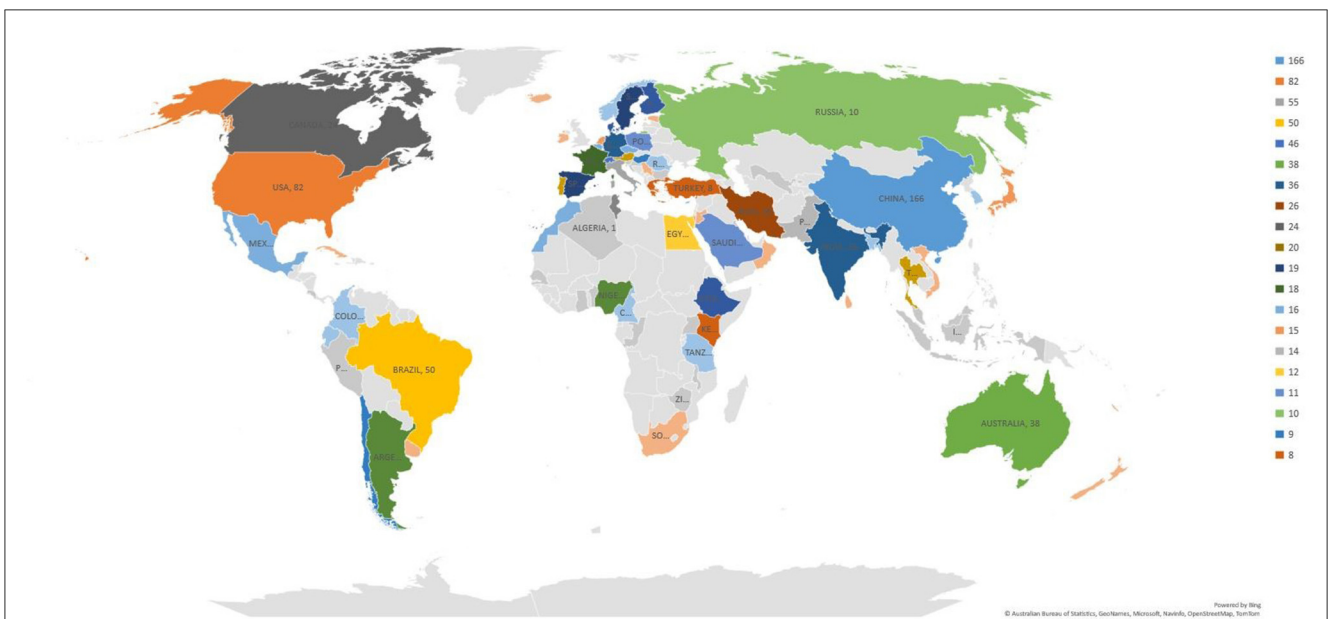 CANADA, 24
RUSSIA, 10
USA, 82
MEX...
COLO...
P...
BRAZIL, 50
ARGE...
PO...
R...
TURKEY, 8
ALGERIA, 1
EGY...
SAUDI...
P...
CHINA, 166
T...
I...
C...
KE...
TANZ...
ZI...
SO...
AUSTRALIA, 38
166
82
55
50
46
38
36
26
24
20
19
18
16
15
14
12
11
10
9
8
Powered by Bing
© Australian Bureau of Statistics, GeoNames, Microsoft, Navinfo, OpenStreetMap, TomTom